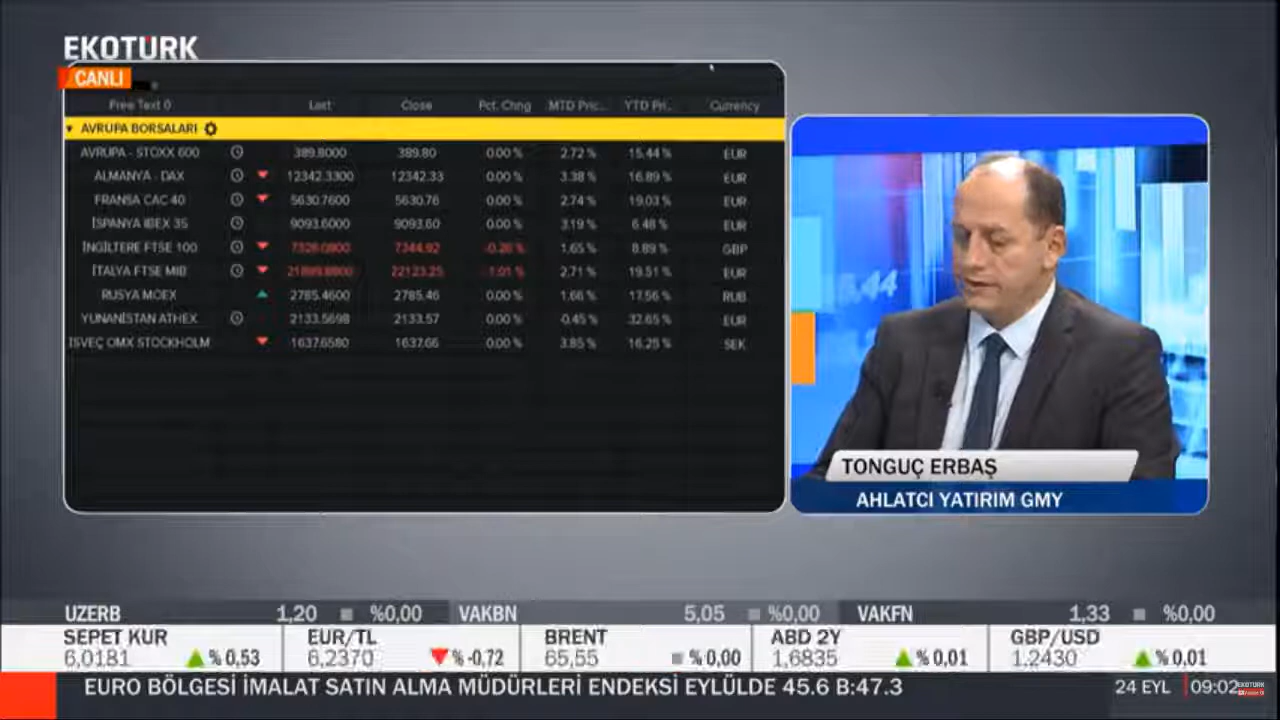 EKOTÜRK
CANLI
Free Text 0 Last Close Pct. Chng MTD Pric... YTD Pri... Currency
AVRUPA BORSALARI
AVRUPA - STOXX 600 389.8000 389.80 0.00 % 2.72 % 15.44 % EUR
ALMANYA - DAX 12342.3300 12342.33 0.00 % 3.38 % 16.89 % EUR
FRANSA CAC 40 5630.7600 5630.76 0.00 % 2.74 % 19.03 % EUR
İSPANYA IBEX 35 9093.6000 9093.60 0.00 % 3.19 % 6.48 % EUR
İNGİLTERE FTSE 100 7344.92 1.65 % 8.89 % GBP
İTALYA FTSE MIB 22123.25 2.71 % 19.51 % EUR
RUSYA MOEX 2785.4600 2785.46 0.00 % 1.66 % 17.56 % RUB
YUNANİSTAN ATHEX 2133.5698 2133.57 0.00 % -0.45 % 32.65 % EUR
İSVEÇ OMX STOCKHOLM 1637.6580 1637.66 0.00 % 3.85 % 16.25 % SEK
5.44
TONGUÇ ERBAŞ
AHLATCI YATIRIM GMY
UZERB 1,20 %0,00 VAKBN 5,05 %0,00 VAKFN 1,33 %0,00
SEPET KUR EUR/TL BRENT ABD 2Y GBP/USD
6,0181 % 0,53 6,2370 % -0,72 65,55 % 0,00 1,6835 % 0,01 1.2430 % 0,01
EURO BÖLGESİ İMALAT SATIN ALMA MÜDÜRLERİ ENDEKSİ EYLÜLDE 45.6 B:47.3 24 EYL 09:02
EKOTÜRK